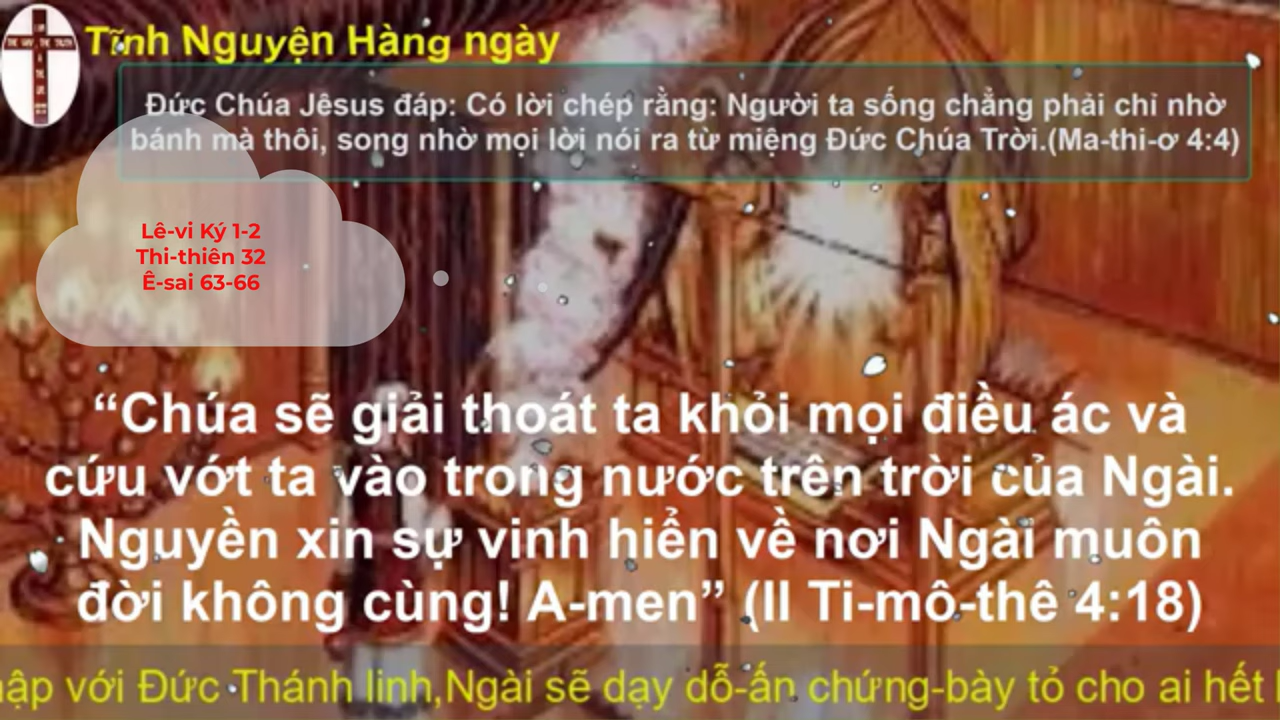 Tĩnh Nguyện Hàng ngày
Đức Chúa Jêsus đáp: Có lời chép rằng: Người ta sống chẳng phải chỉ nhờ
bánh mà thôi, song nhờ mọi lời nói ra từ miệng Đức Chúa Trời.(Ma-thi-ơ 4:4)
Lê-vi Ký 1-2
Thi-thiên 32
Ê-sai 63-66
“Chúa sẽ giải thoát ta khỏi mọi điều ác và
cứu vớt ta vào trong nước trên trời của Ngài.
Nguyền xin sự vinh hiển về nơi Ngài muôn
đời không cùng! A-men” (II Ti-mô-thê 4:18)
với Đức Thánh linh,Ngài sẽ dạy dỗ-ấn chứng-bày tỏ cho ai hết